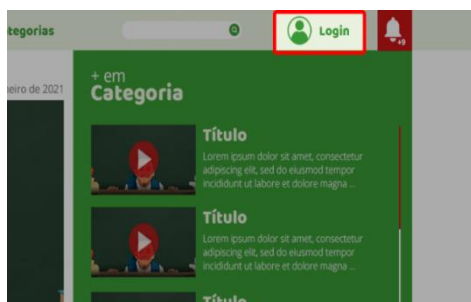 tegorias
Login
+9
eiro de 2021
+ em
Categoria
Título
Lorem ipsum dolor sit amet, consectetur
adipiscing elit, sed do eiusmod tempor
incididunt ut labore et dolore magna ...
Título
Lorem ipsum dolor sit amet, consectetur
adipiscing elit, sed do eiusmod tempor
incididunt ut labore et dolore magna ...
Título